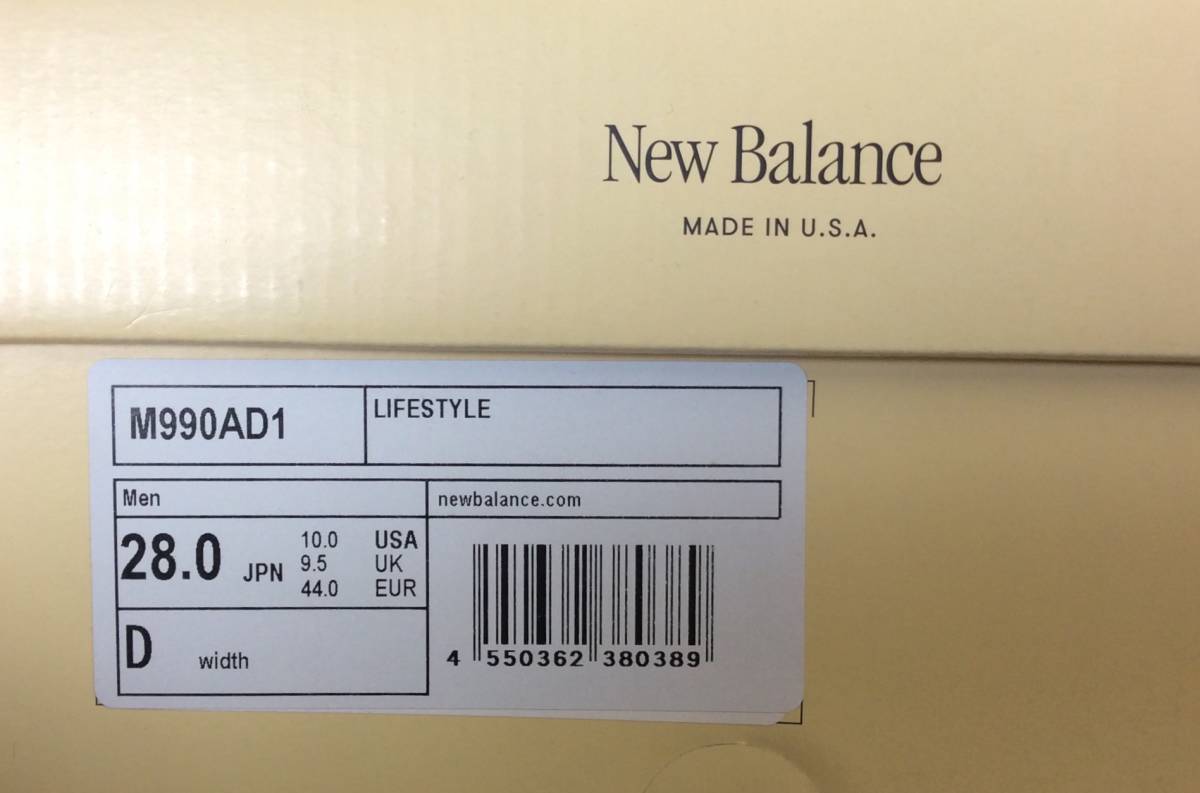 New Balance
MADE IN U.S.A.
M990AD1
LIFESTYLE
Men
newbalance.com
28.0 JPN
10.0 USA
9.5 UK
44.0 EUR
D width
4 550362 380389